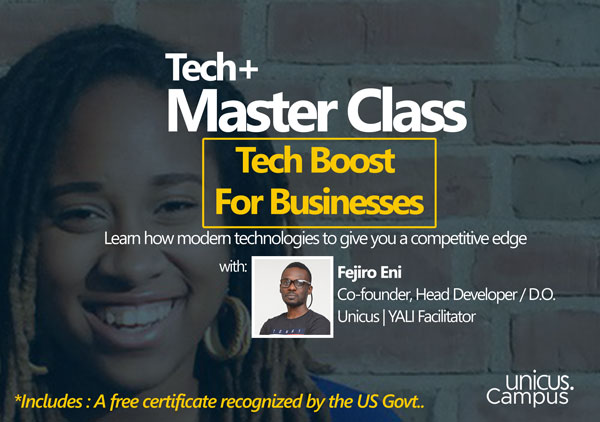 Tech+
Master Class
Tech Boost
For Businesses
Learn how modern technologies to give you a competitive edge
with:
Fejiro Eni
Co-founder, Head Developer / D.O.
Unicus | YALI Facilitator
*Includes : A free certificate recognized by the US Govt..
unicus.
Campus